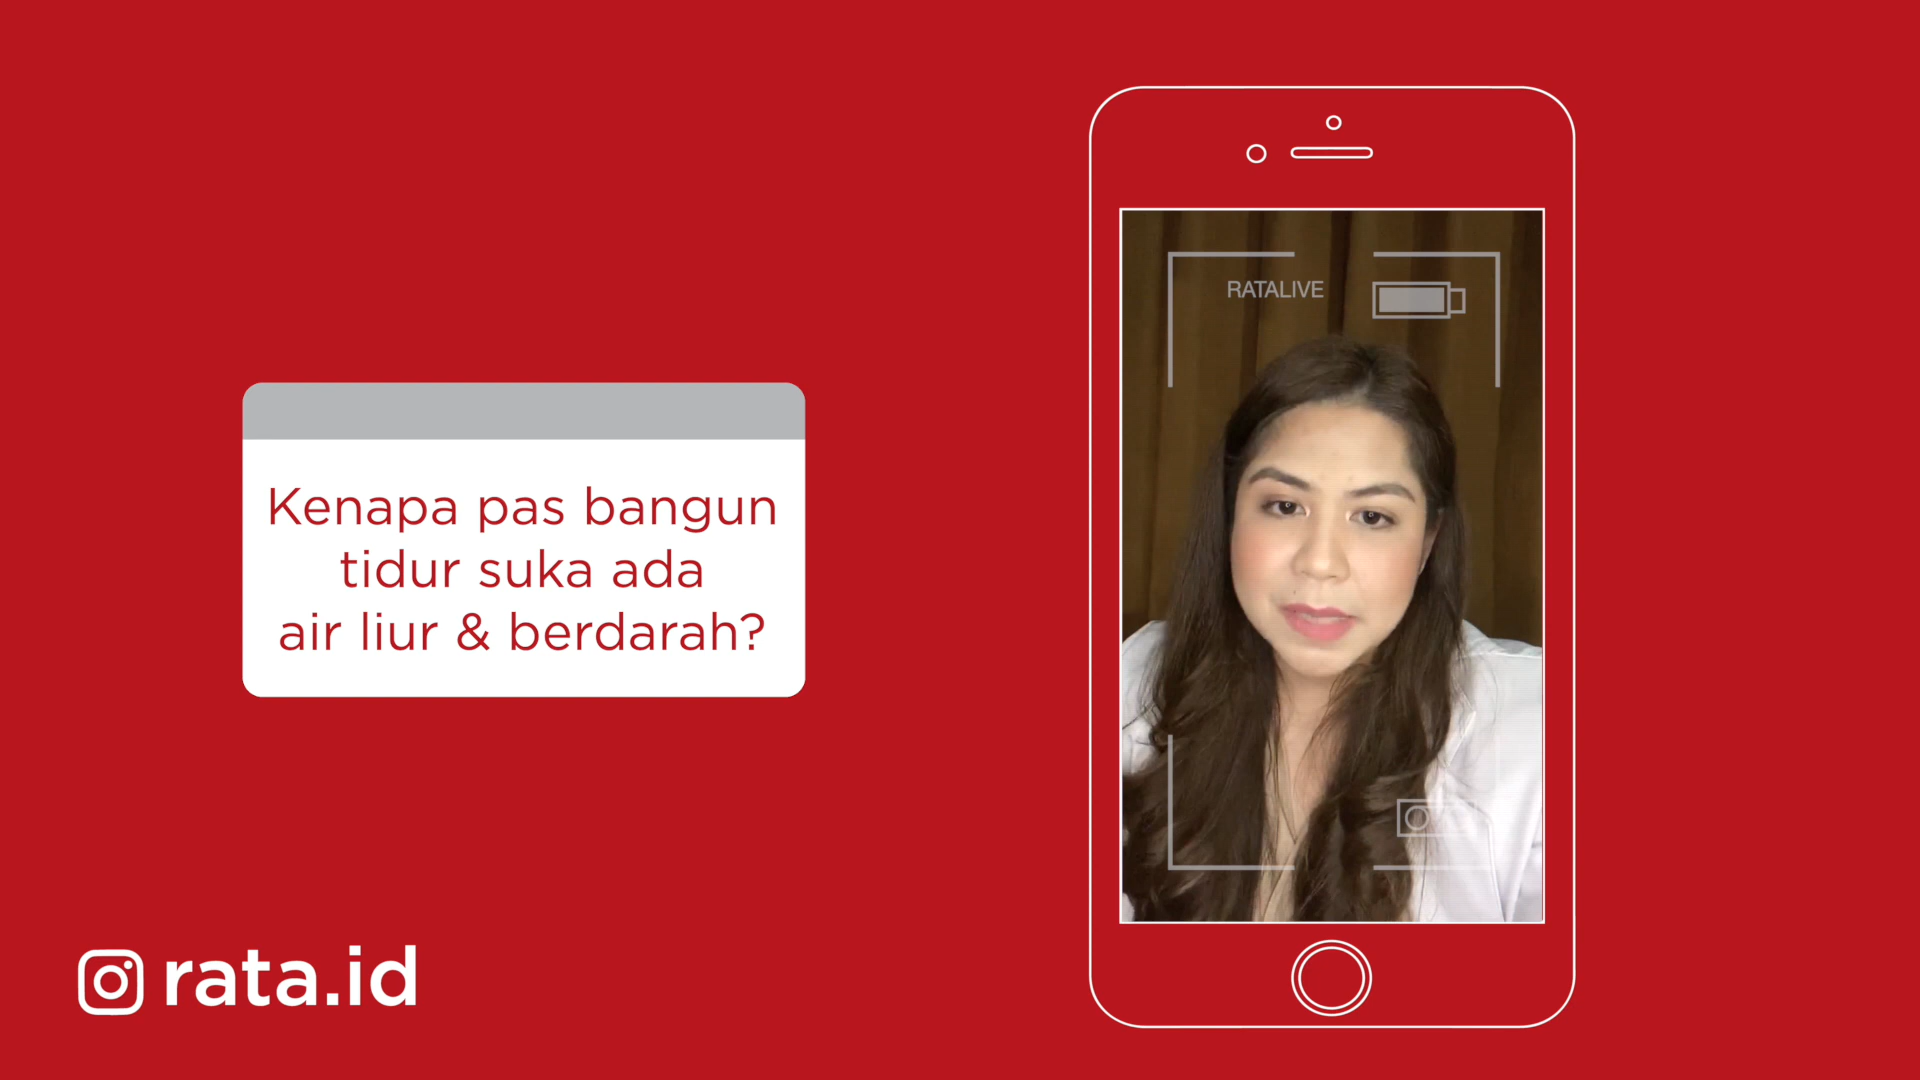 Kenapa pas bangun
tidur suka ada
air liur & berdarah?
RATALIVE
rata.id